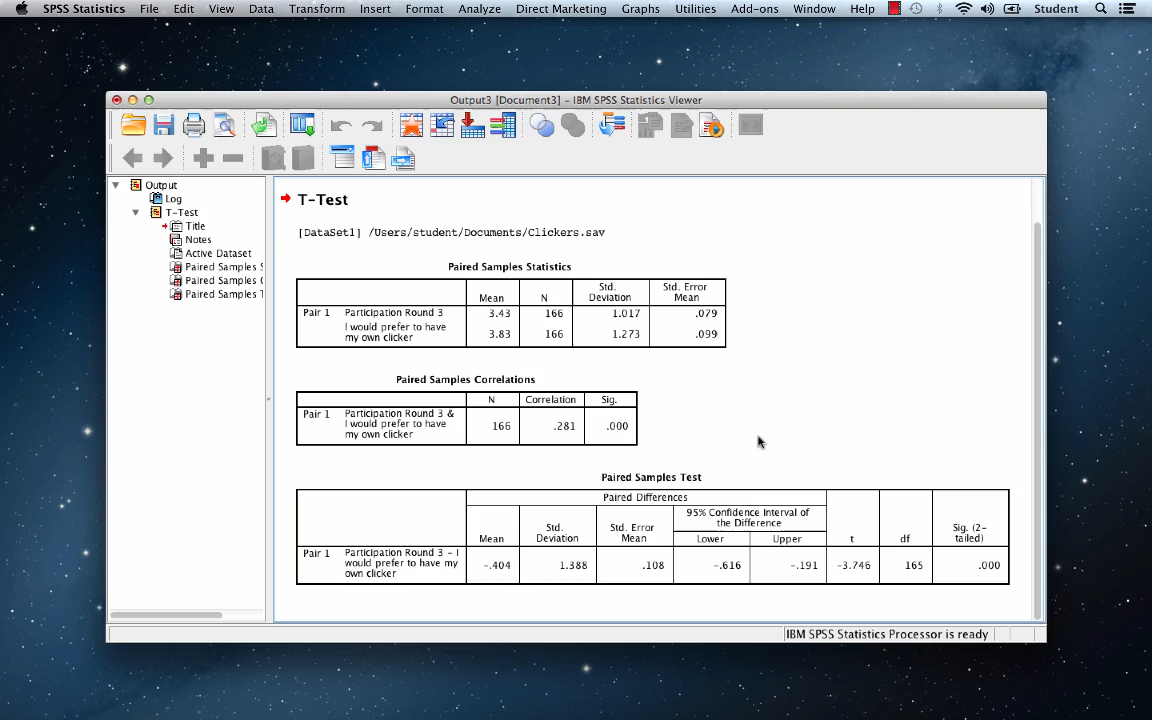 SPSS Statistics File Edit View Data Transform Insert Format Analyze Direct Marketing Graphs Utilities Add-ons Window Help Student
Output3 [Document3] – IBM SPSS Statistics Viewer
Output
Log
T-Test
Title
Notes
Active Dataset
Paired Samples S
Paired Samples C
Paired Samples T
T-Test
[DataSet1] /Users/student/Documents/Clickers.sav
Paired Samples Statistics
Mean N Std. Deviation Std. Error Mean
Pair 1 Participation Round 3 3.43 166 1.017 .079
I would prefer to have my own clicker 3.83 166 1.273 .099
Paired Samples Correlations
N Correlation Sig.
Pair 1 Participation Round 3 & I would prefer to have my own clicker 166 .281 .000
Paired Samples Test
Paired Differences
95% Confidence Interval of the Difference
Mean Std. Deviation Std. Error Mean Lower Upper t df Sig. (2-tailed)
Pair 1 Participation Round 3 – I would prefer to have my own clicker -.404 1.388 .108 -.616 -.191 -3.746 165 .000
IBM SPSS Statistics Processor is ready